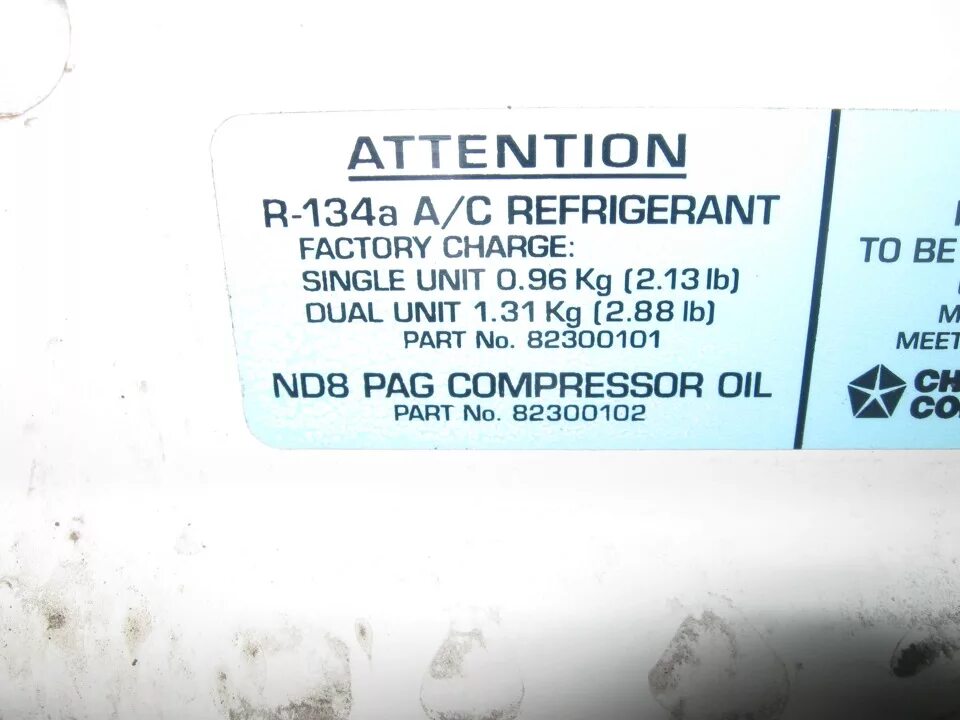 ATTENTION
R-134a A/C REFRIGERANT
FACTORY CHARGE:
SINGLE UNIT 0.96 Kg (2.13 lb)
DUAL UNIT 1.31 Kg (2.88 lb)
PART No. 82300101
ND8 PAG COMPRESSOR OIL
PART No. 82300102
TO BE